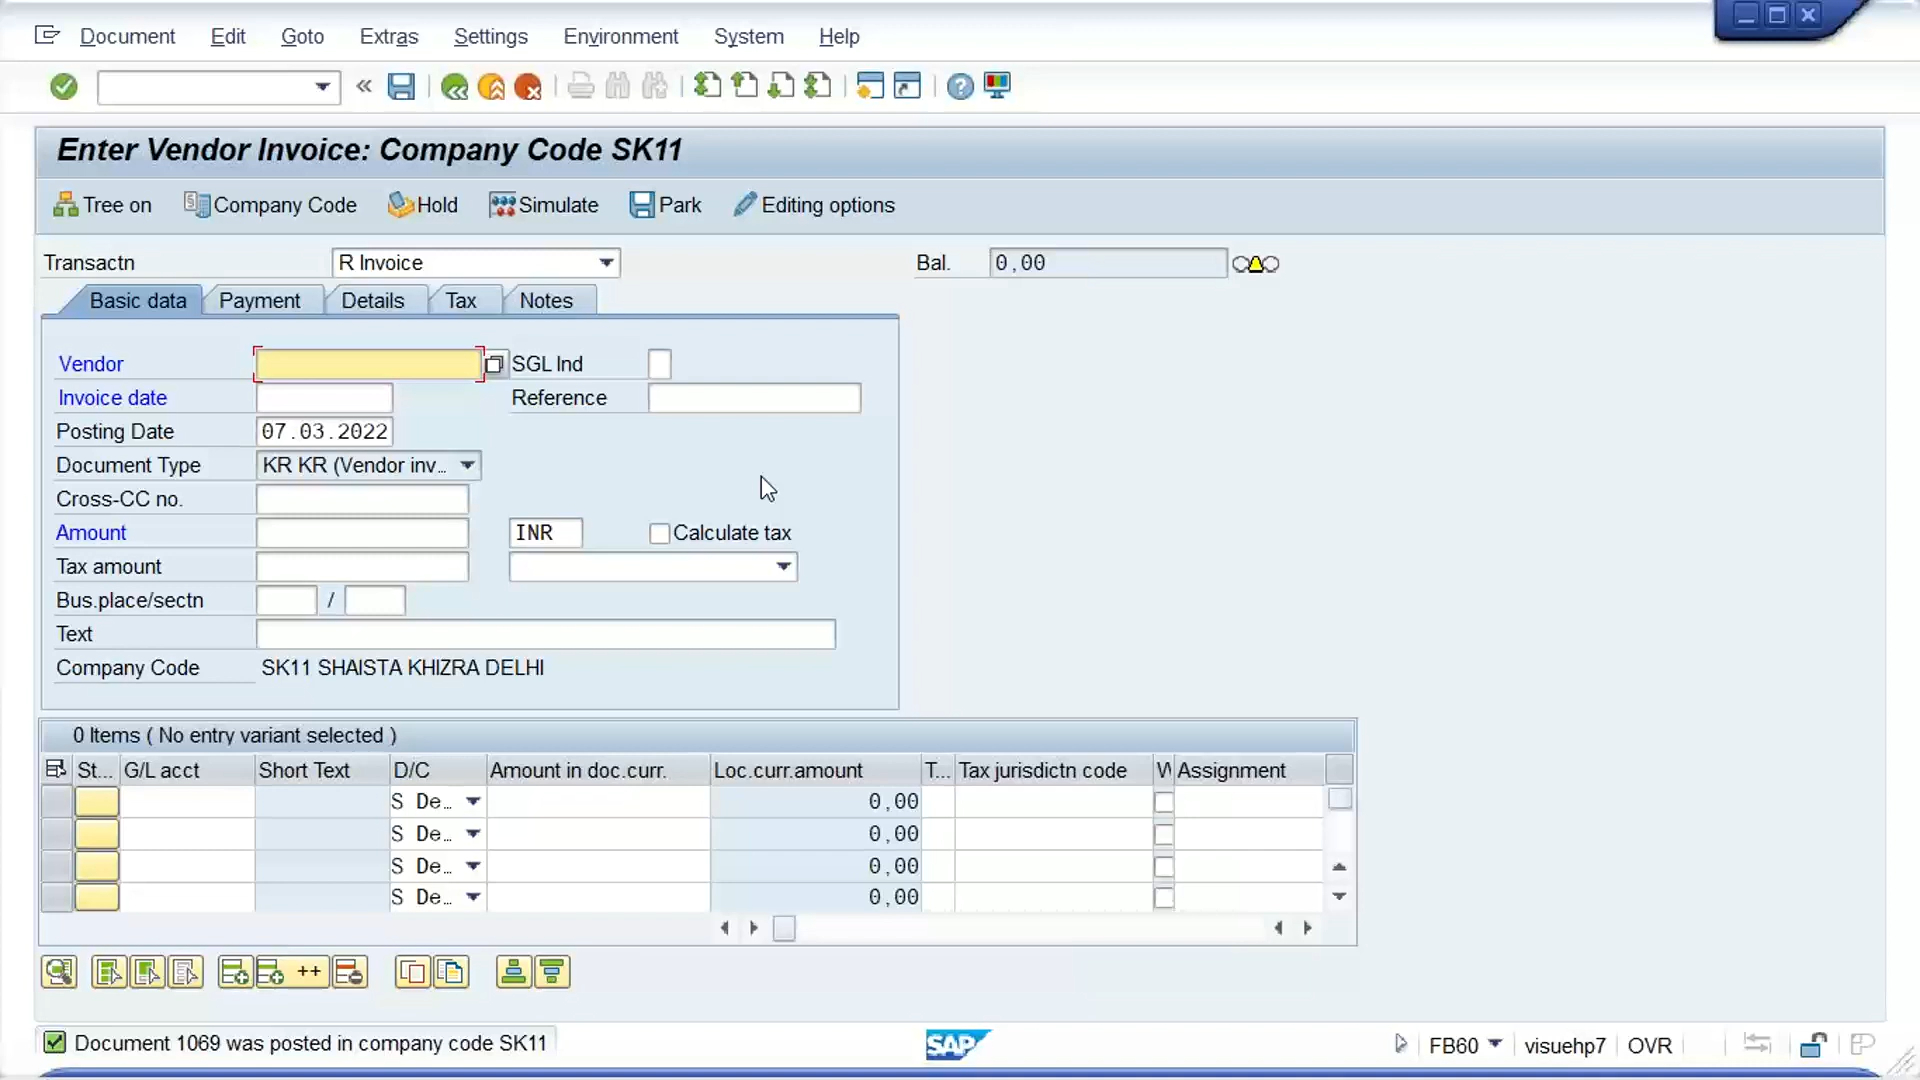 Document Edit Goto Extras Settings Environment System Help
Enter Vendor Invoice: Company Code SK11
Tree on Company Code Hold Simulate Park Editing options
Transactn R Invoice Bal. 0,00
Basic data Payment Details Tax Notes
Vendor SGL Ind
Invoice date Reference
Posting Date 07.03.2022
Document Type KR KR (Vendor inv...
Cross-CC no.
Amount INR Calculate tax
Tax amount
Bus.place/sectn /
Text
Company Code SK11 SHAISTA KHIZRA DELHI
0 Items ( No entry variant selected )
St... G/L acct Short Text D/C Amount in doc.curr. Loc.curr.amount T... Tax jurisdictn code W Assignment
S De... 0,00
S De... 0,00
S De... 0,00
S De... 0,00
++
Document 1069 was posted in company code SK11 SAP FB60 visuehp7 OVR